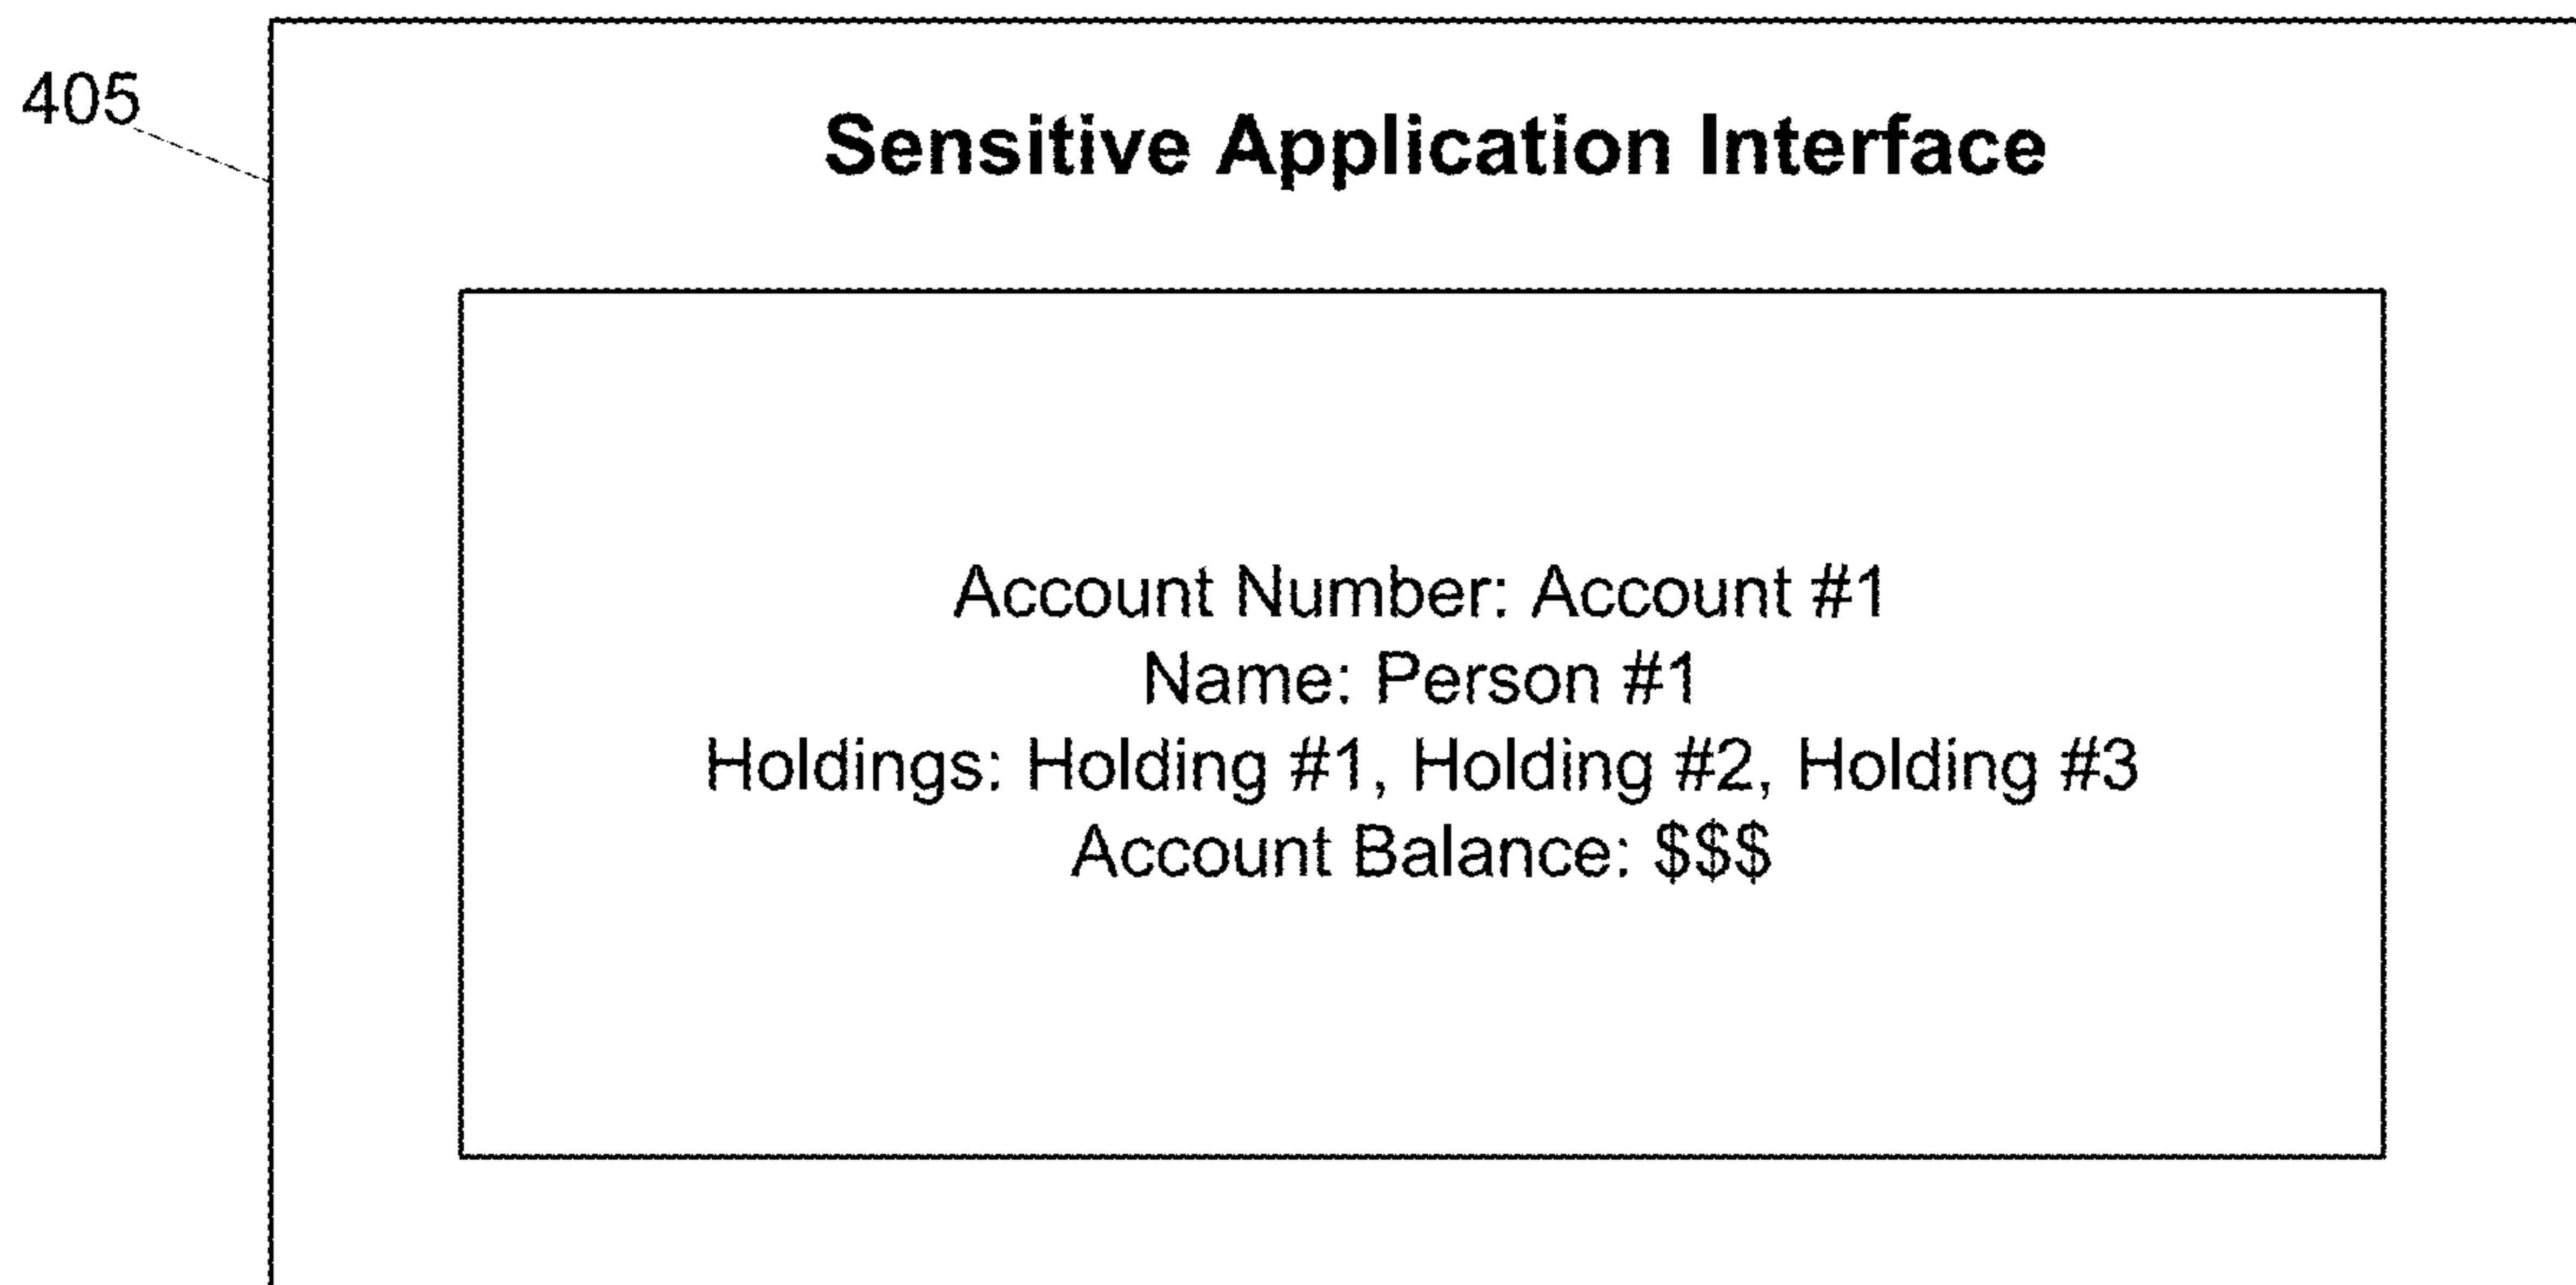 405
Sensitive Application Interface
Account Number: Account #1
Name: Person #1
Holdings: Holding #1, Holding #2, Holding #3
Account Balance: $$$